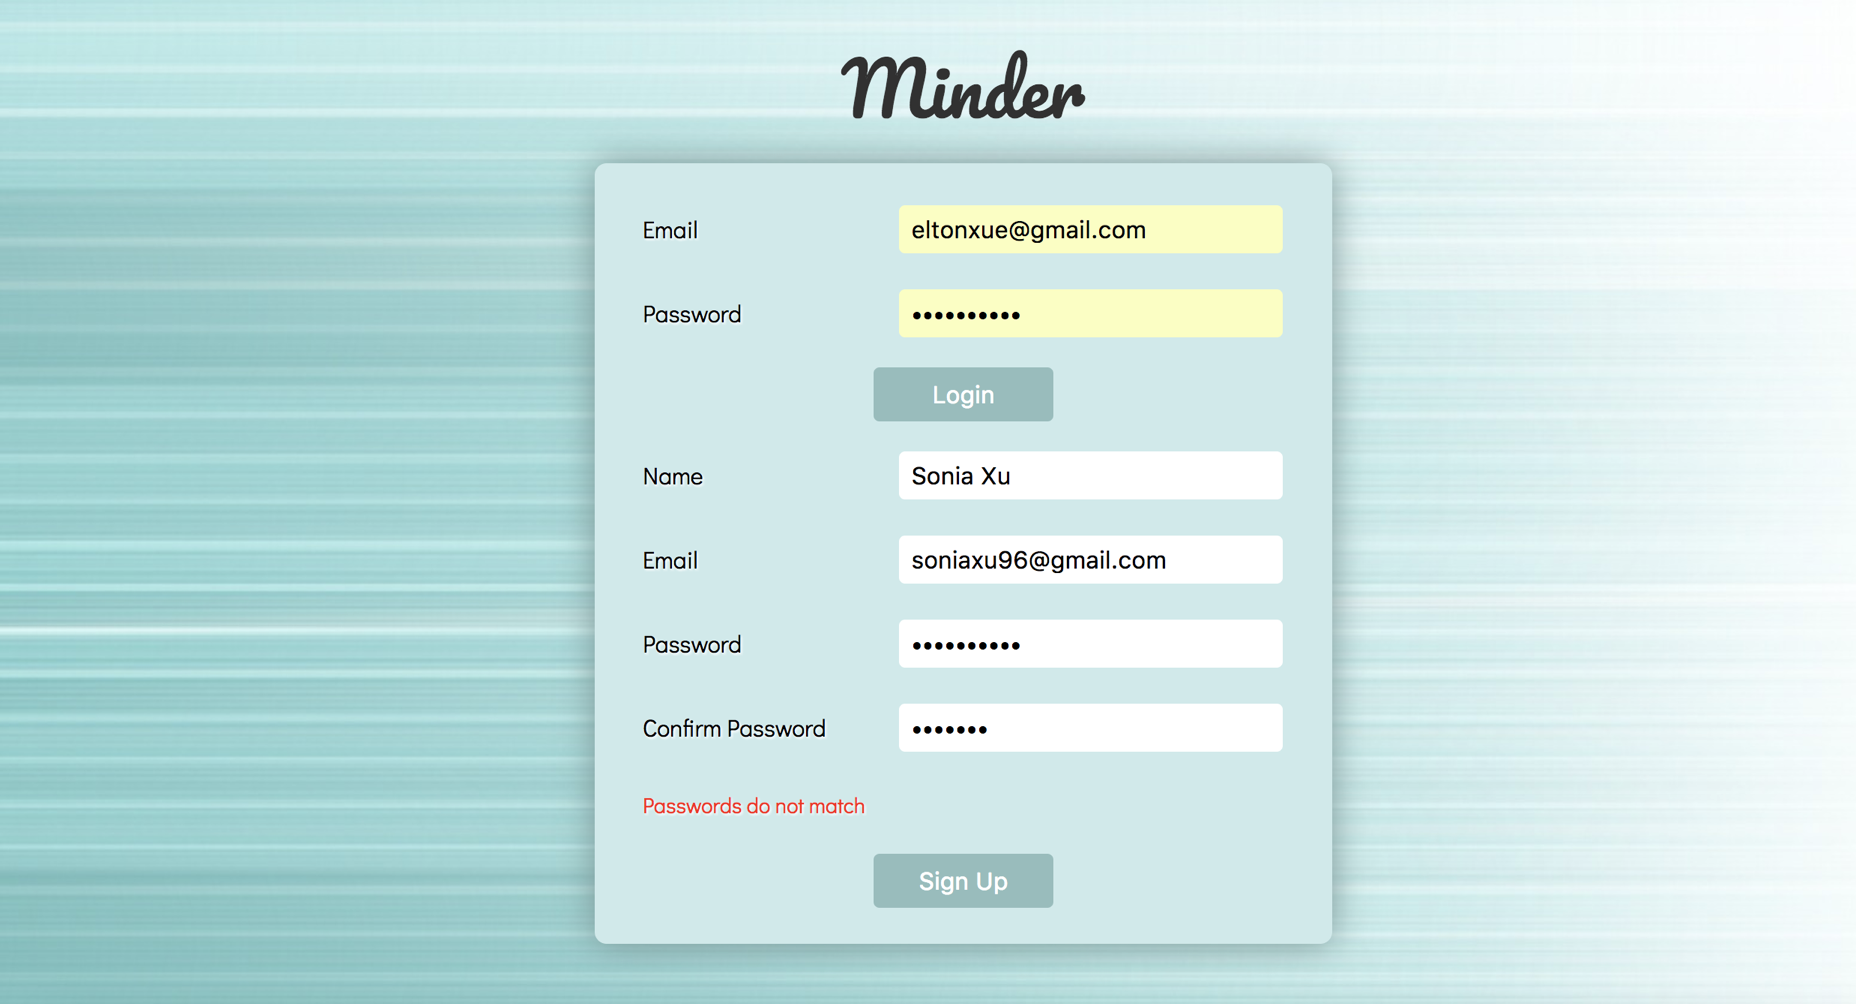 Minder
Email eltonxue@gmail.com
Password ••••••••••
Login
Name Sonia Xu
Email soniaxu96@gmail.com
Password ••••••••••
Confirm Password •••••••
Passwords do not match
Sign Up